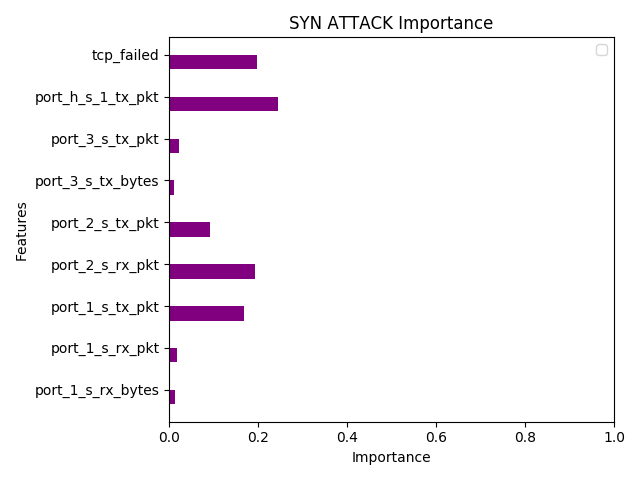 SYN ATTACK Importance
tcp_failed
port_h_s_1_tx_pkt
port_3_s_tx_pkt
port_3_s_tx_bytes
port_2_s_tx_pkt
port_2_s_rx_pkt
port_1_s_tx_pkt
port_1_s_rx_pkt
port_1_s_rx_bytes
Features
0.0 0.2 0.4 0.6 0.8 1.0
Importance